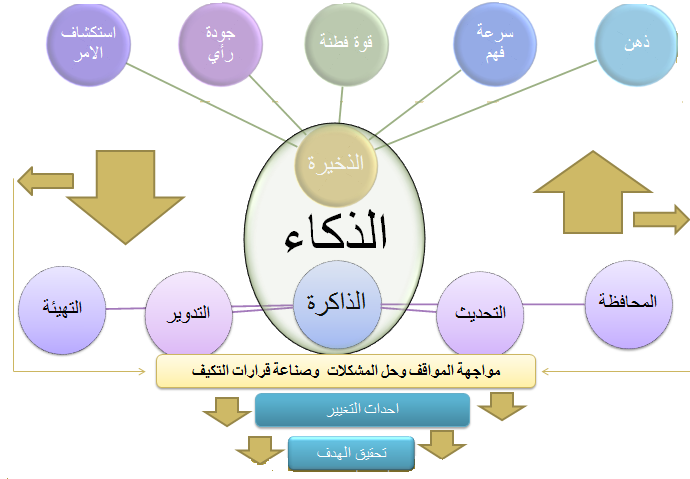 ذهن
سرعة
فهم
قوة فطنة
جودة
رأي
استكشاف
الامر
الذخيرة
الذكاء
المحافظة
التحديث
الذاكرة
التدوير
التهيئة
مواجهة المواقف وحل المشكلات وصناعة قرارات التكيف
احداث التغيير
تحقيق الهدف